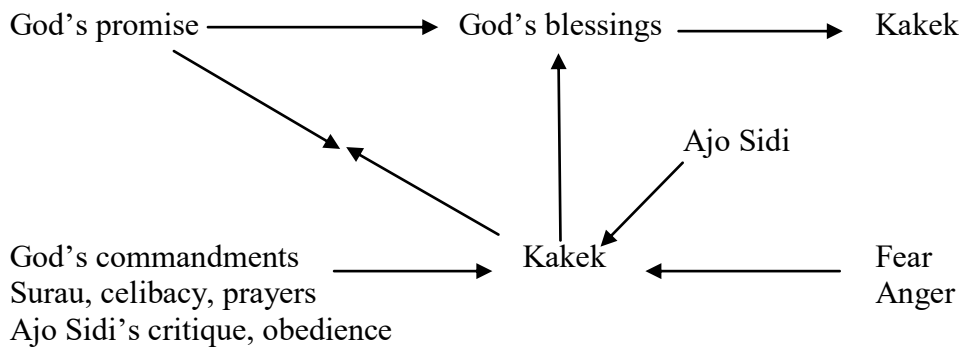 God’s promise God’s blessings Kakek
Ajo Sidi
God’s commandments Kakek Fear
Surau, celibacy, prayers Anger
Ajo Sidi’s critique, obedience